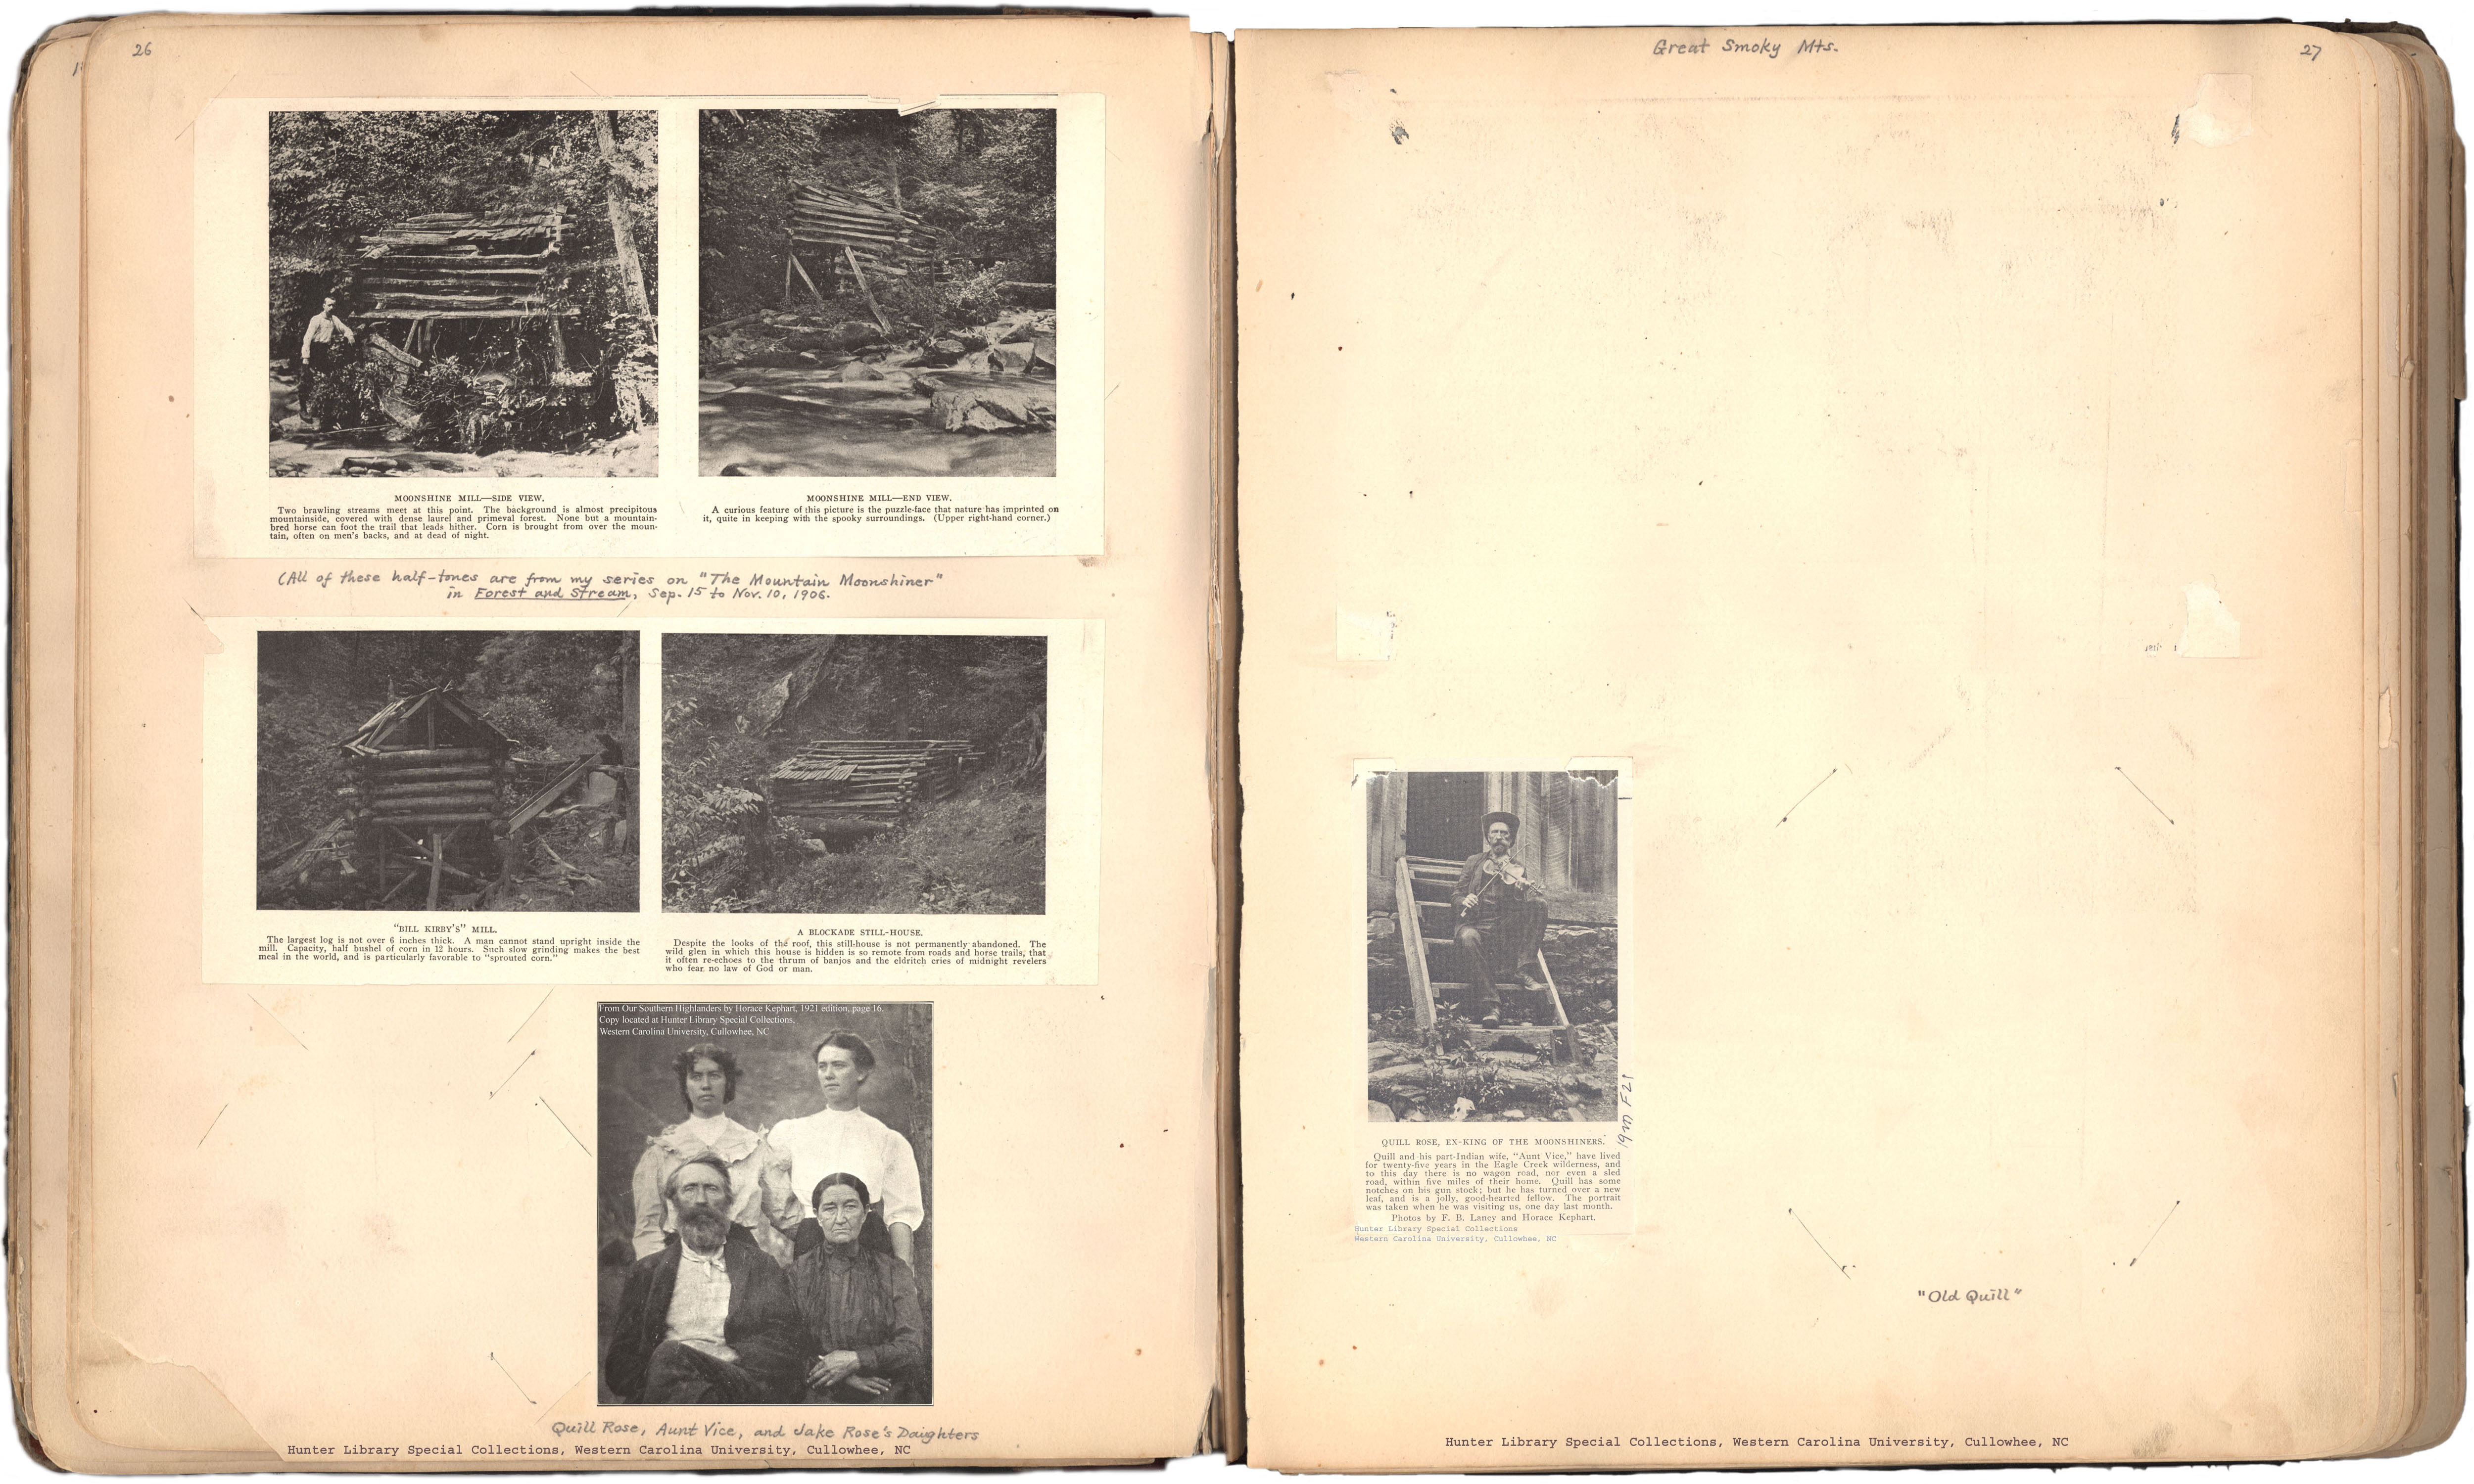 26
MOONSHINE MILL—SIDE VIEW.
Two brawling streams meet at this point. The background is almost precipitous
mountainside, covered with dense laurel and primeval forest. None but a mountain-
bred horse can foot the trail that leads hither. Corn is brought from over the moun-
tain, often on men's backs, and at dead of night.
MOONSHINE MILL—END VIEW.
A curious feature of this picture is the puzzle-face that nature has imprinted on
it, quite in keeping with the spooky surroundings. (Upper right-hand corner.)
(All of these half-tones are from my series on "The Mountain Moonshiner"
in Forest and Stream, Sep. 15 to Nov. 10, 1906.
"BILL KIRBY'S" MILL.
The largest log is not over 6 inches thick. A man cannot stand upright inside the
mill. Capacity, half bushel of corn in 12 hours. Such slow grinding makes the best
meal in the world, and is particularly favorable to "sprouted corn."
A BLOCKADE STILL-HOUSE.
Despite the looks of the roof, this still-house is not permanently abandoned. The
wild glen in which this house is hidden is so remote from roads and horse trails, that
it often re-echoes to the thrum of banjos and the eldritch cries of midnight revelers
who fear no law of God or man.
From Our Southern Highlanders by Horace Kephart, 1921 edition, page 16.
Copy located at Hunter Library Special Collections,
Western Carolina University, Cullowhee, NC
Quill Rose, Aunt Vice, and Jake Rose's Daughters
Hunter Library Special Collections, Western Carolina University, Cullowhee, NC
Great Smoky Mts.
27
QUILL ROSE, EX-KING OF THE MOONSHINERS.
Quill and his part-Indian wife, "Aunt Vice," have lived
for twenty-five years in the Eagle Creek wilderness, and
to this day there is no wagon road, nor even a sled
road, within five miles of their home. Quill has some
notches on his gun stock; but he has turned over a new
leaf, and is a jolly, good-hearted fellow. The portrait
was taken when he was visiting us, one day last month.
Photos by F. B. Laney and Horace Kephart.
Hunter Library Special Collections
Western Carolina University, Cullowhee, NC
"Old Quill"
Hunter Library Special Collections, Western Carolina University, Cullowhee, NC